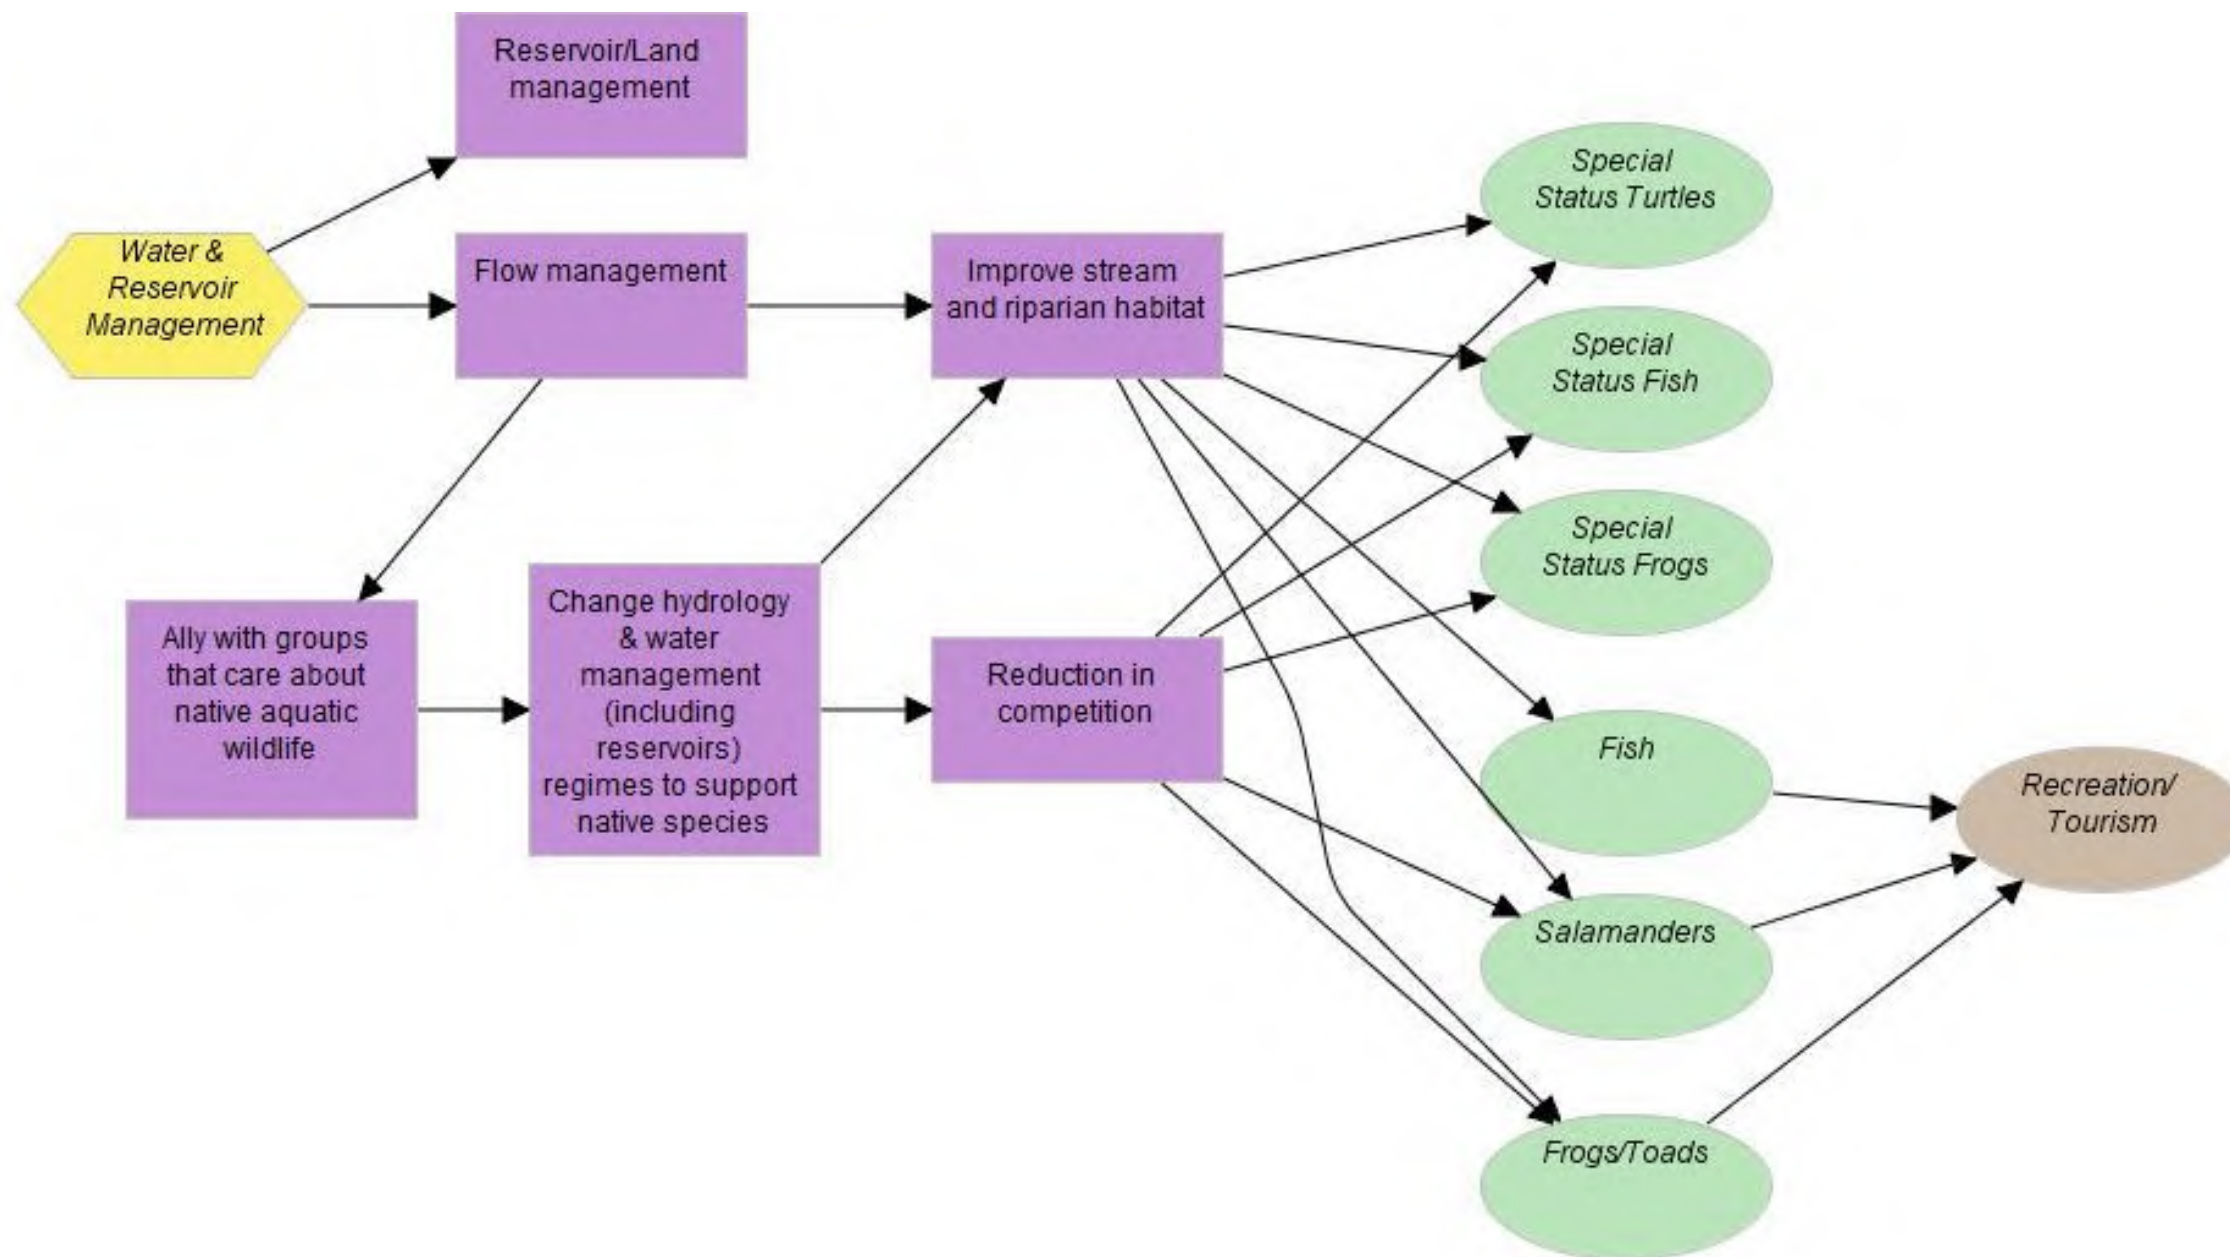 Reservoir/Land
management
Water &
Reservoir
Management
Flow management
Improve stream
and riparian habitat
Special
Status Turtles
Special
Status Fish
Special
Status Frogs
Ally with groups
that care about
native aquatic
wildlife
Change hydrology
& water
management
(including
reservoirs)
regimes to support
native species
Reduction in
competition
Fish
Salamanders
Frogs/Toads
Recreation/
Tourism